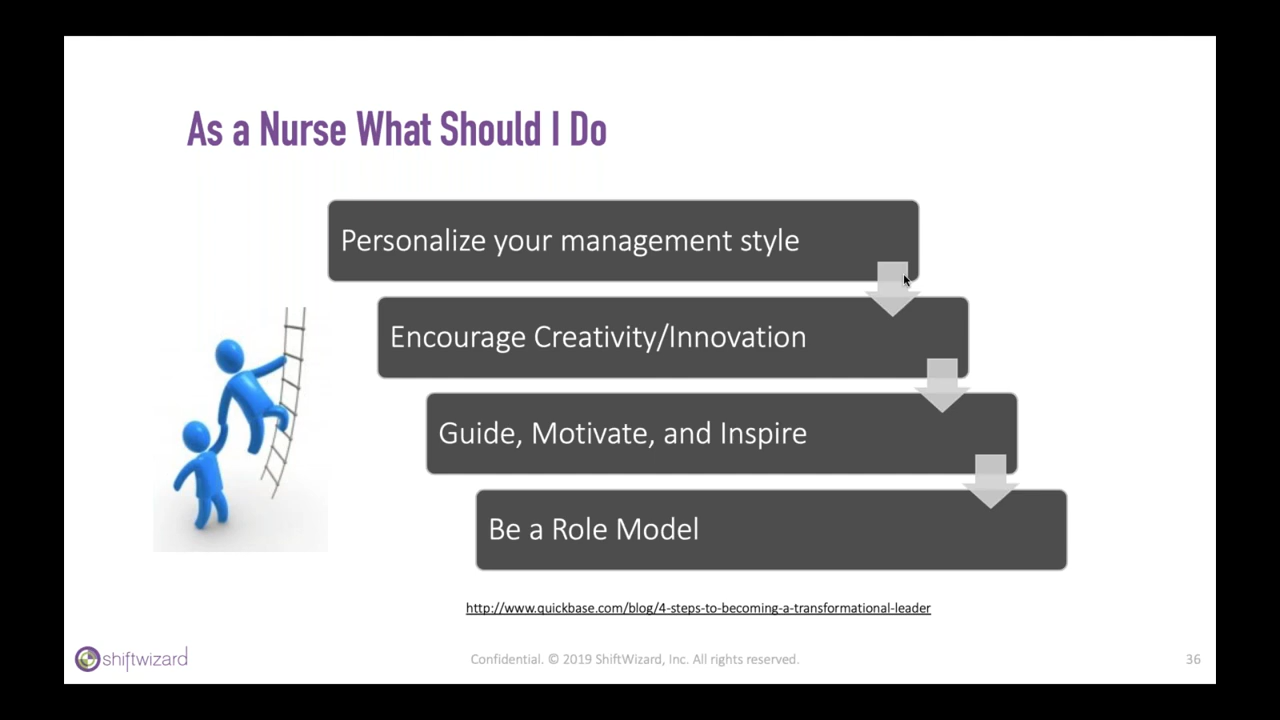 As a Nurse What Should I Do
Personalize your management style
Encourage Creativity/Innovation
Guide, Motivate, and Inspire
Be a Role Model
http://www.quickbase.com/blog/4-steps-to-becoming-a-transformational-leader
shiftwizard
Confidential. © 2019 ShiftWizard, Inc. All rights reserved.
36